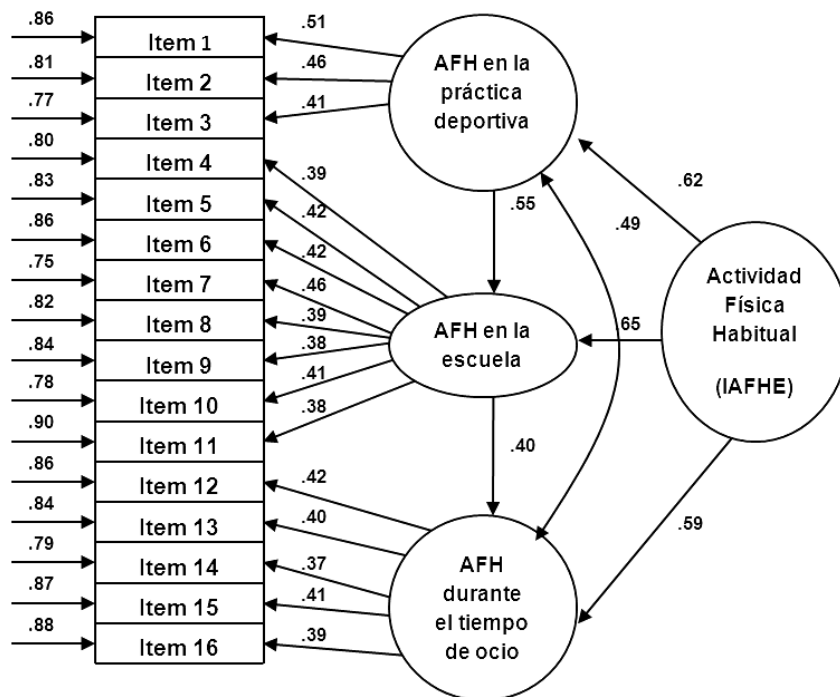 .86
Item 1
.81
Item 2
.77
Item 3
.80
Item 4
.83
Item 5
.86
Item 6
.75
Item 7
.82
Item 8
.84
Item 9
.78
Item 10
.90
Item 11
.86
Item 12
.84
Item 13
.79
Item 14
.87
Item 15
.88
Item 16
.51
.46
.41
.39
.42
.42
.46
.39
.38
.41
.38
.42
.40
.37
.41
.39
AFH en la
práctica
deportiva
.55
AFH en la
escuela
.40
AFH
durante
el tiempo
de ocio
.62
.49
65
.59
Actividad
Física
Habitual
(IAFHE)